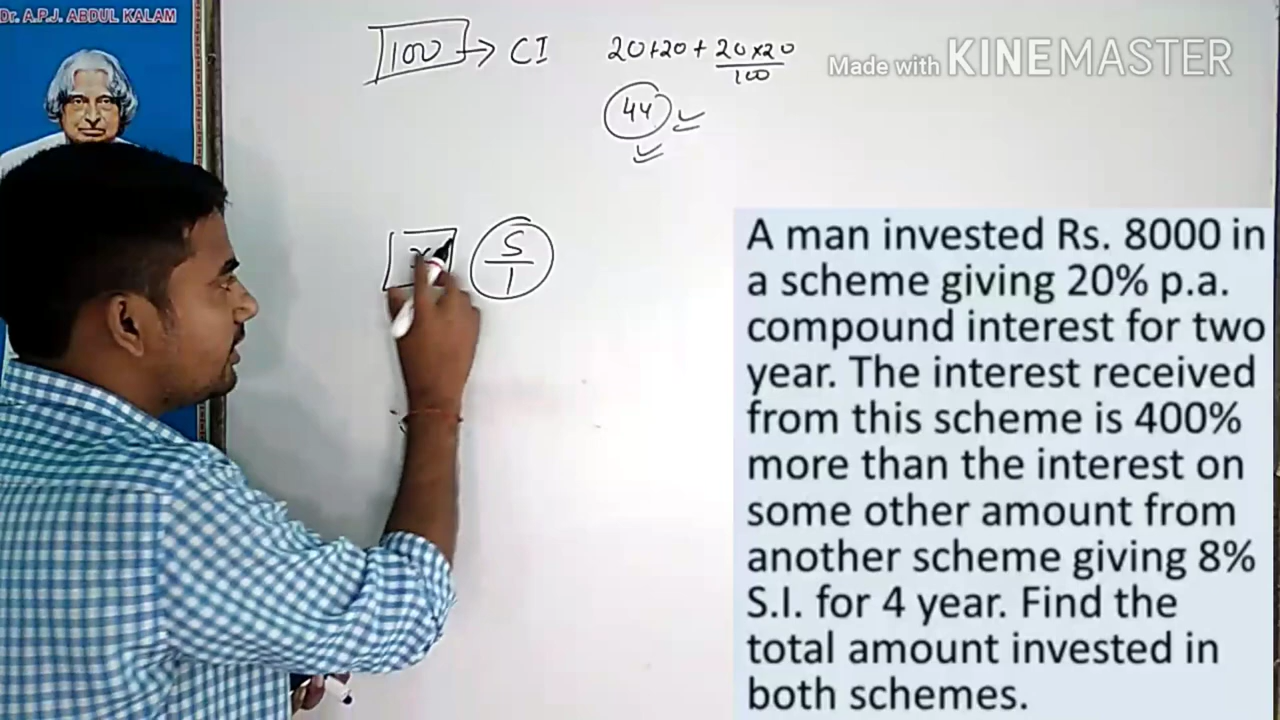 Dr. A.P.J. ABDUL KALAM
100 → CI
20+20+ 20×20/100
Made with KINEMASTER
44
5/1
A man invested Rs. 8000 in
a scheme giving 20% p.a.
compound interest for two
year. The interest received
from this scheme is 400%
more than the interest on
some other amount from
another scheme giving 8%
S.I. for 4 year. Find the
total amount invested in
both schemes.